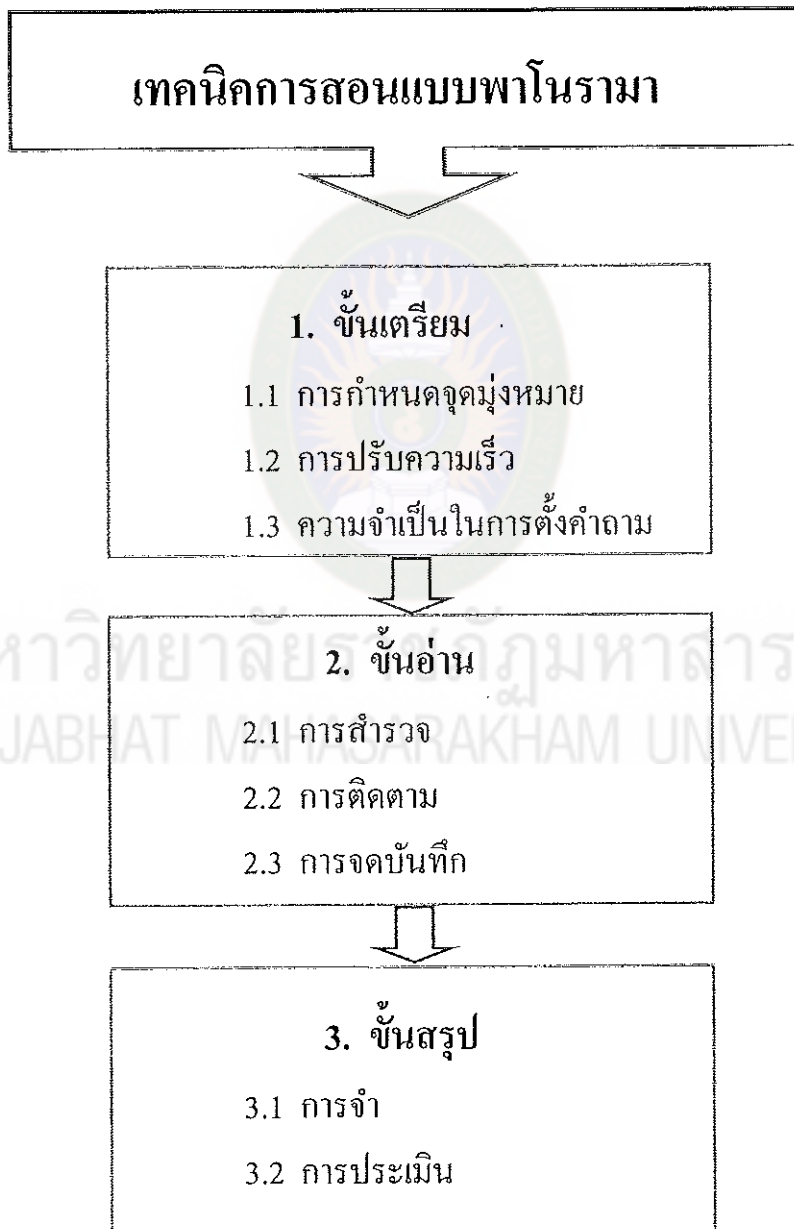 เทคนิคการสอนแบบพาโนรามา
1. ขั้นเตรียม
1.1 การกำหนดจุดมุ่งหมาย
1.2 การปรับความเร็ว
1.3 ความจำเป็นในการตั้งคำถาม
2. ขั้นอ่าน
2.1 การสำรวจ
2.2 การติดตาม
2.3 การจดบันทึก
3. ขั้นสรุป
3.1 การจำ
3.2 การประเมิน
MAHASARAKHAM